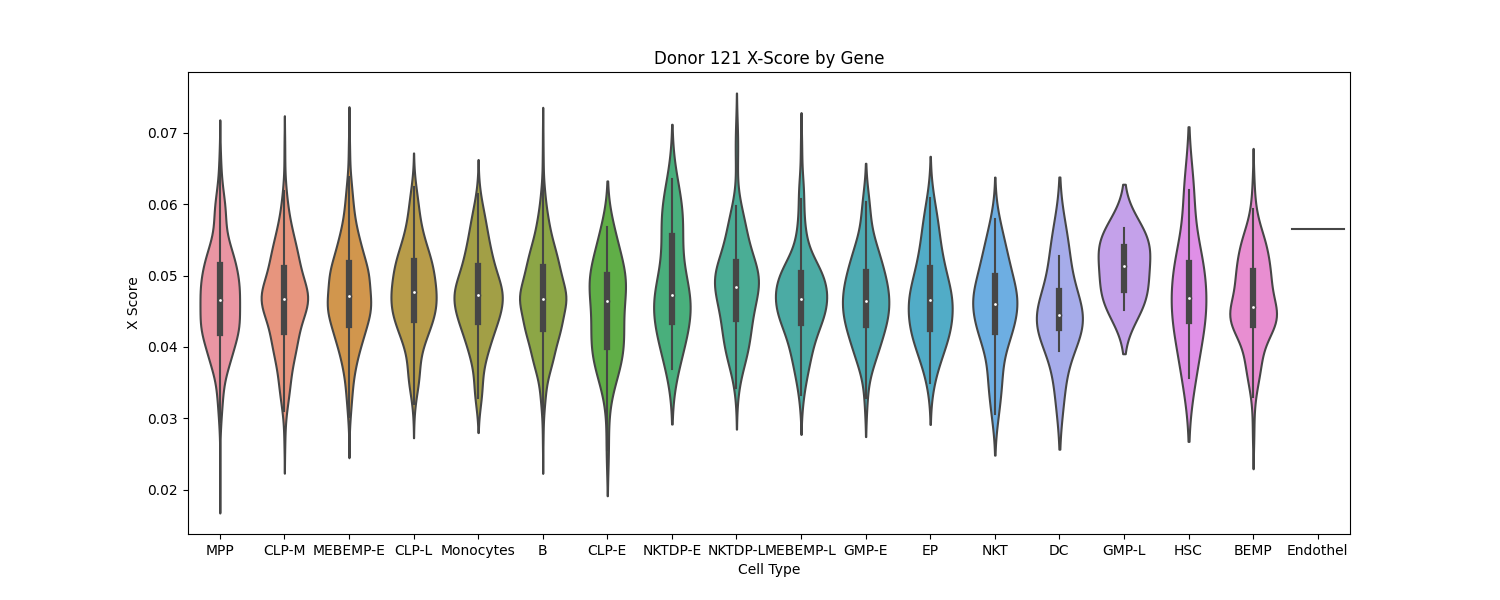 Donor 121 X-Score by Gene
X Score
0.07
0.06
0.05
0.04
0.03
0.02
MPP CLP-M MEBEMP-E CLP-L Monocytes B CLP-E NKTDP-E NKTDP-L MEBEMP-L GMP-E EP NKT DC GMP-L HSC BEMP Endothel
Cell Type